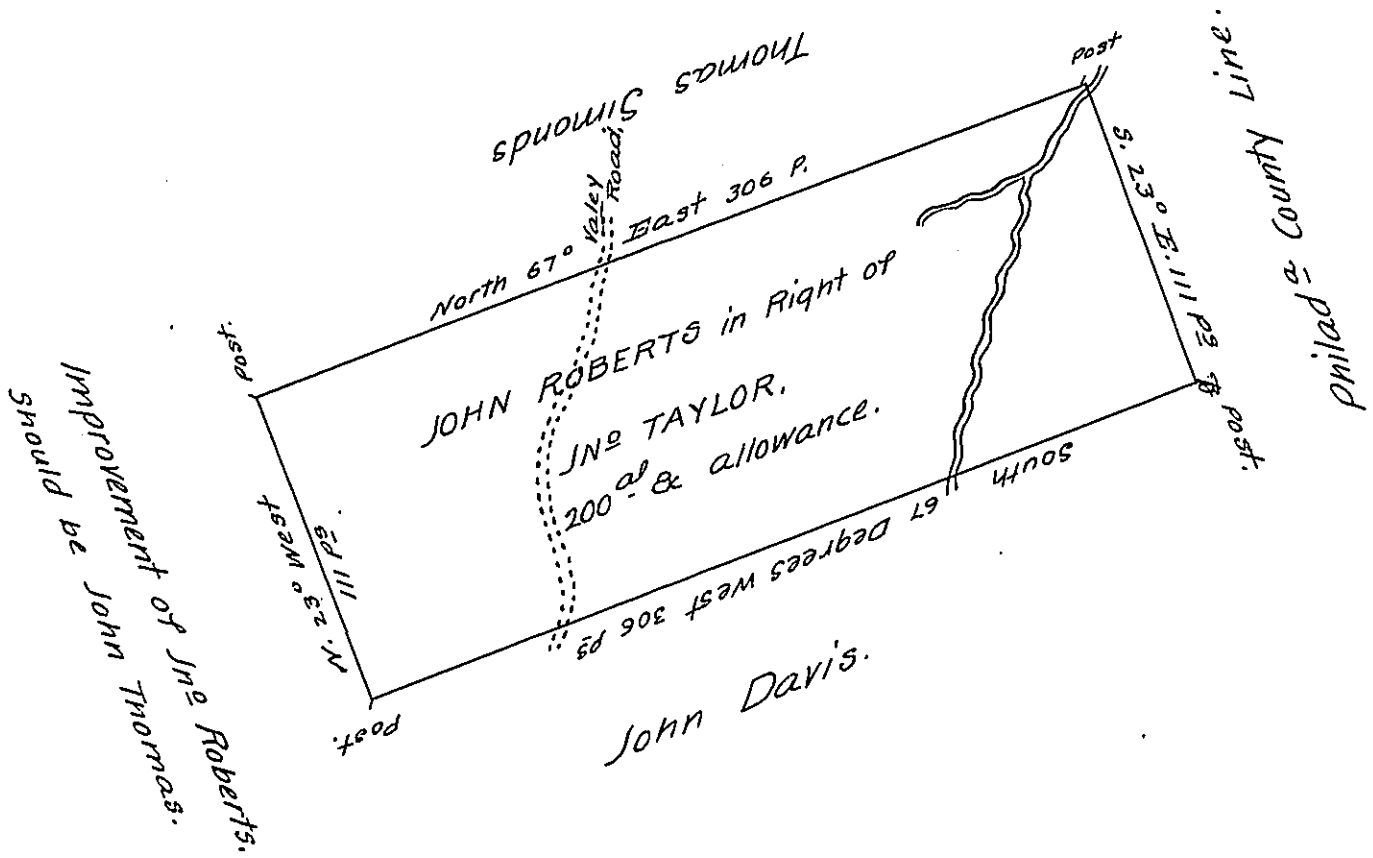 Thomas Simonds
Valey
Road.
North 67° East 306 P.
Post
Philadª County Line.
S. 23° E. 111 Ps
Post.
Post.
JOHN ROBERTS in Right of
JNº TAYLOR.
200 as & allowance.
South 67 Degrees West 306 Ps
N. 23° West
111 Ps
Post.
John Davis.
Improvement of Jnº Roberts.
Should be John Thomas.